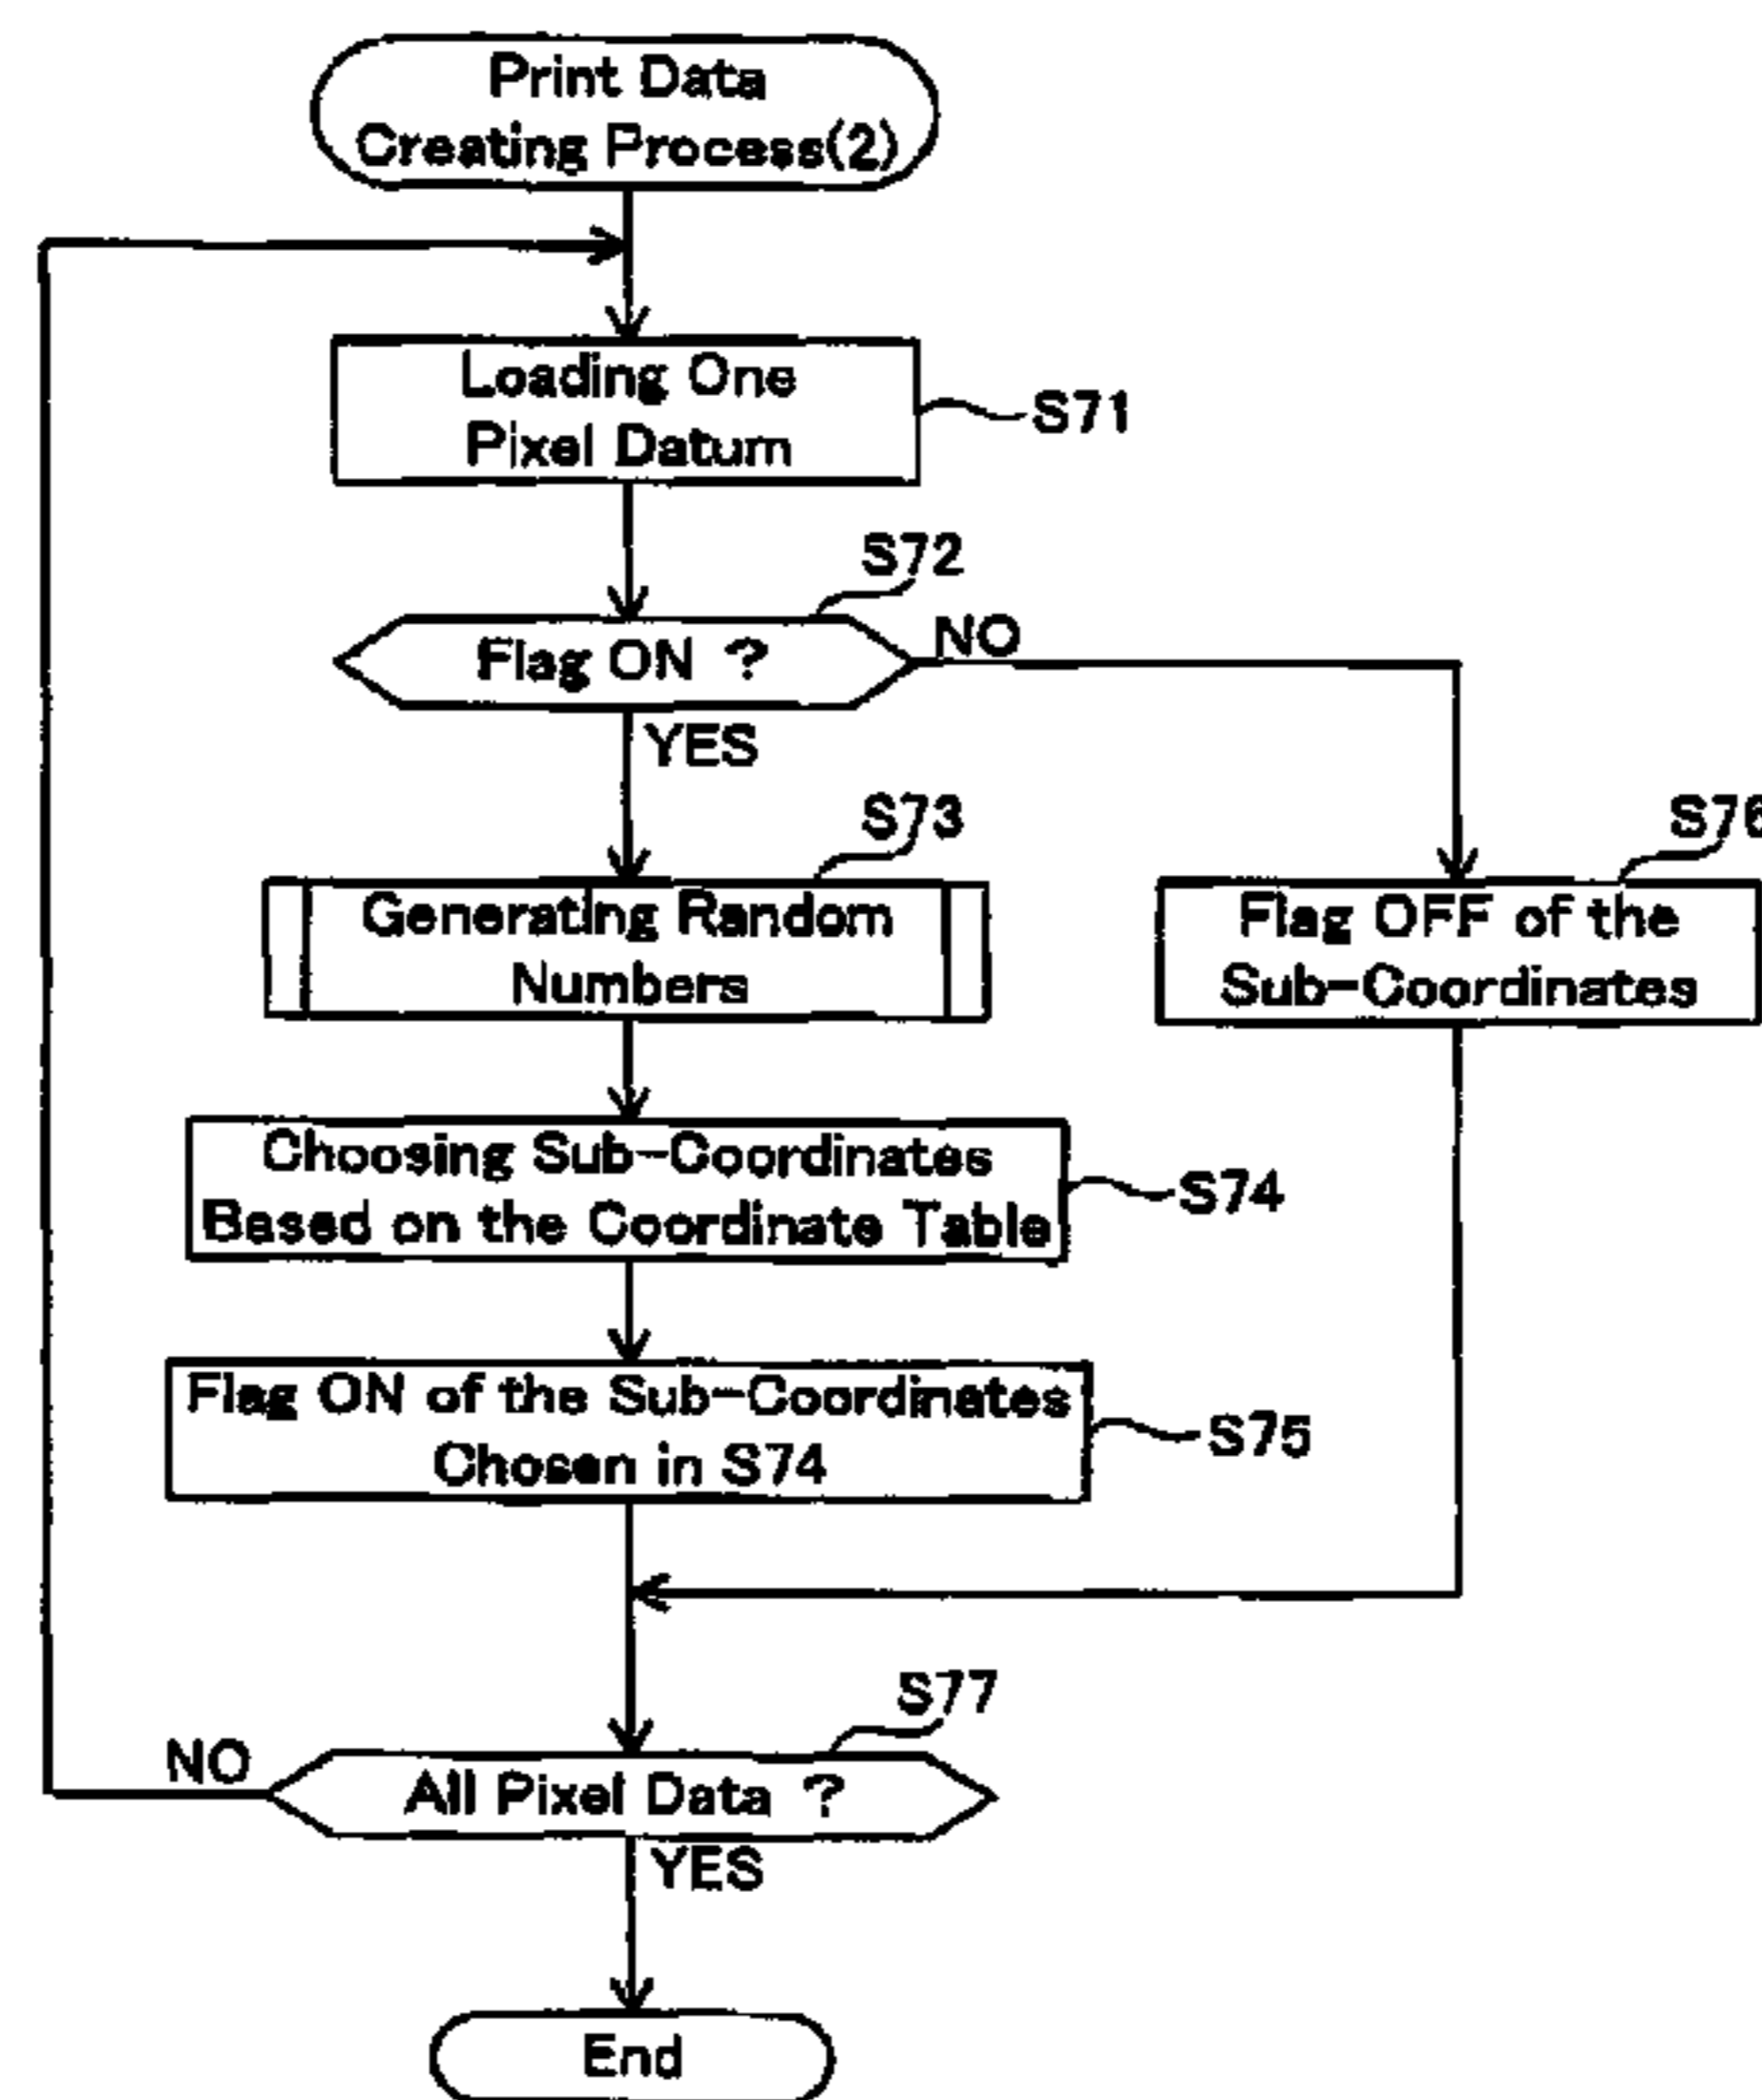 Print Data
Creating Process(2)
Loading One
Pixel Datum
S71
S72
Flag ON ?
NO
YES
S73
Generating Random
Numbers
S76
Flag OFF of the
Sub-Coordinates
Choosing Sub-Coordinates
Based on the Coordinate Table
S74
Flag ON of the Sub-Coordinates
Chosen in S74
S75
S77
NO
All Pixel Data ?
YES
End